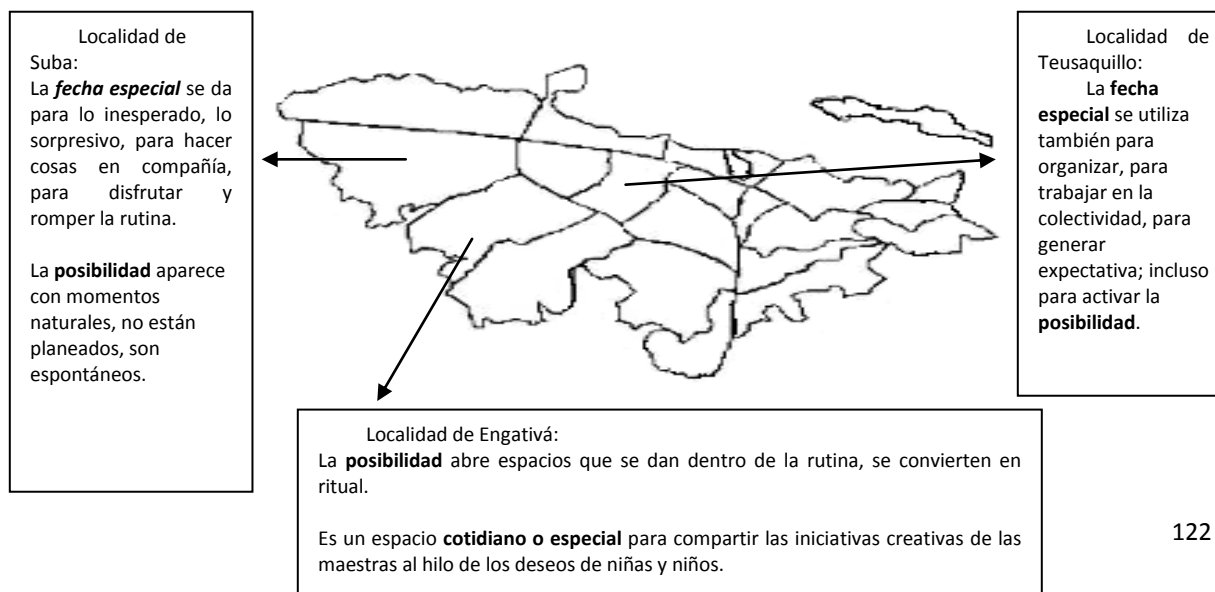 Localidad de
Suba:
La fecha especial se da
para lo inesperado, lo
sorpresivo, para hacer
cosas en compañía,
para disfrutar y
romper la rutina.
La posibilidad aparece
con momentos
naturales, no están
planeados, son
espontáneos.
Localidad de
Teusaquillo:
La fecha
especial se utiliza
también para
organizar, para
trabajar en la
colectividad, para
generar
expectativa; incluso
para activar la
posibilidad.
Localidad de Engativá:
La posibilidad abre espacios que se dan dentro de la rutina, se convierten en
ritual.
Es un espacio cotidiano o especial para compartir las iniciativas creativas de las
maestras al hilo de los deseos de niñas y niños.
122